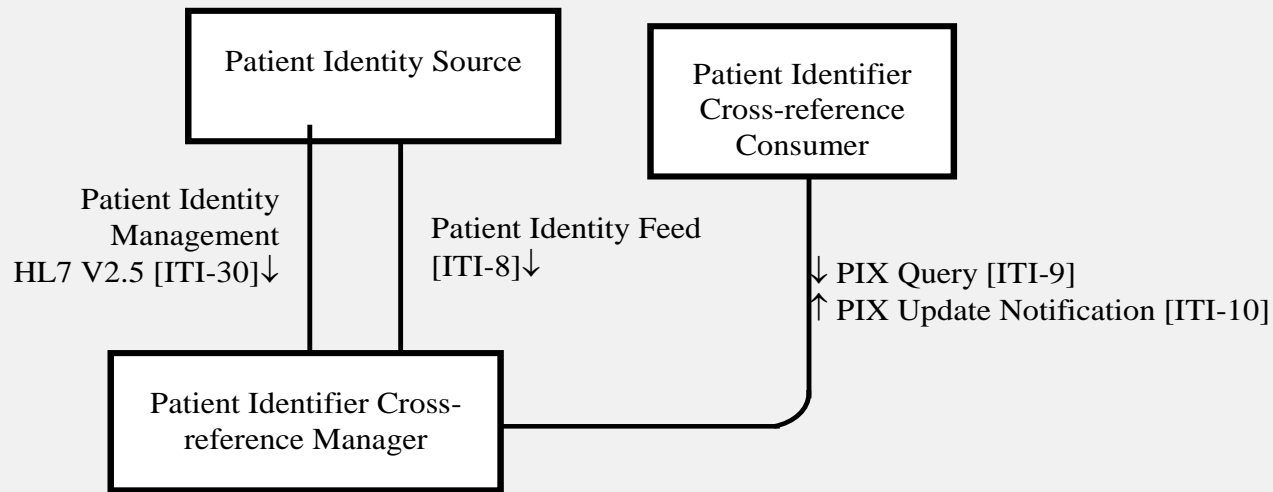 Patient Identity Source
Patient Identifier
Cross-reference
Consumer
Patient Identity
Management
HL7 V2.5 [ITI-30]↓
Patient Identity Feed
[ITI-8]↓
↓ PIX Query [ITI-9]
↑ PIX Update Notification [ITI-10]
Patient Identifier Cross-
reference Manager